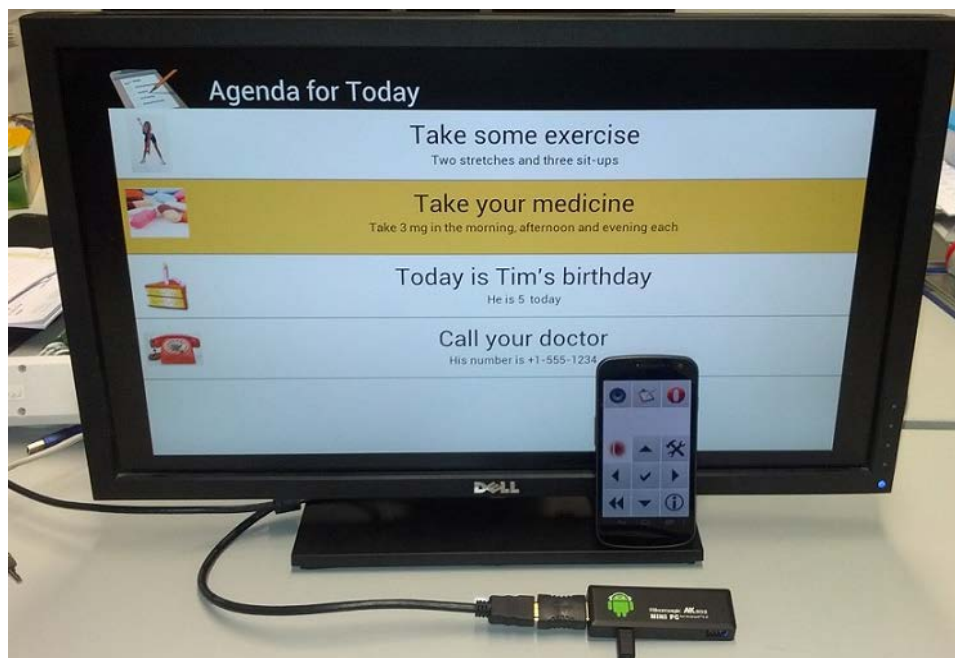 Agenda for Today
Take some exercise
Two stretches and three sit-ups
Take your medicine
Take 3 mg in the morning, afternoon and evening each
Today is Tim's birthday
He is 5 today
Call your doctor
His number is +1-555-1234
DELL
MINI PC